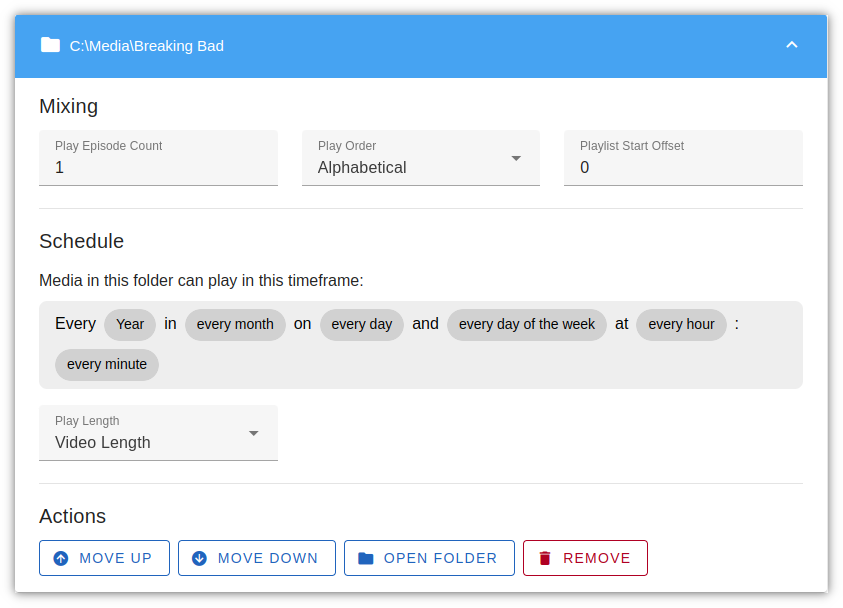 C:\Media\Breaking Bad
Mixing
Play Episode Count
1
Play Order
Alphabetical
Playlist Start Offset
0
Schedule
Media in this folder can play in this timeframe:
Every Year in every month on every day and every day of the week at every hour :
every minute
Play Length
Video Length
Actions
MOVE UP MOVE DOWN OPEN FOLDER REMOVE